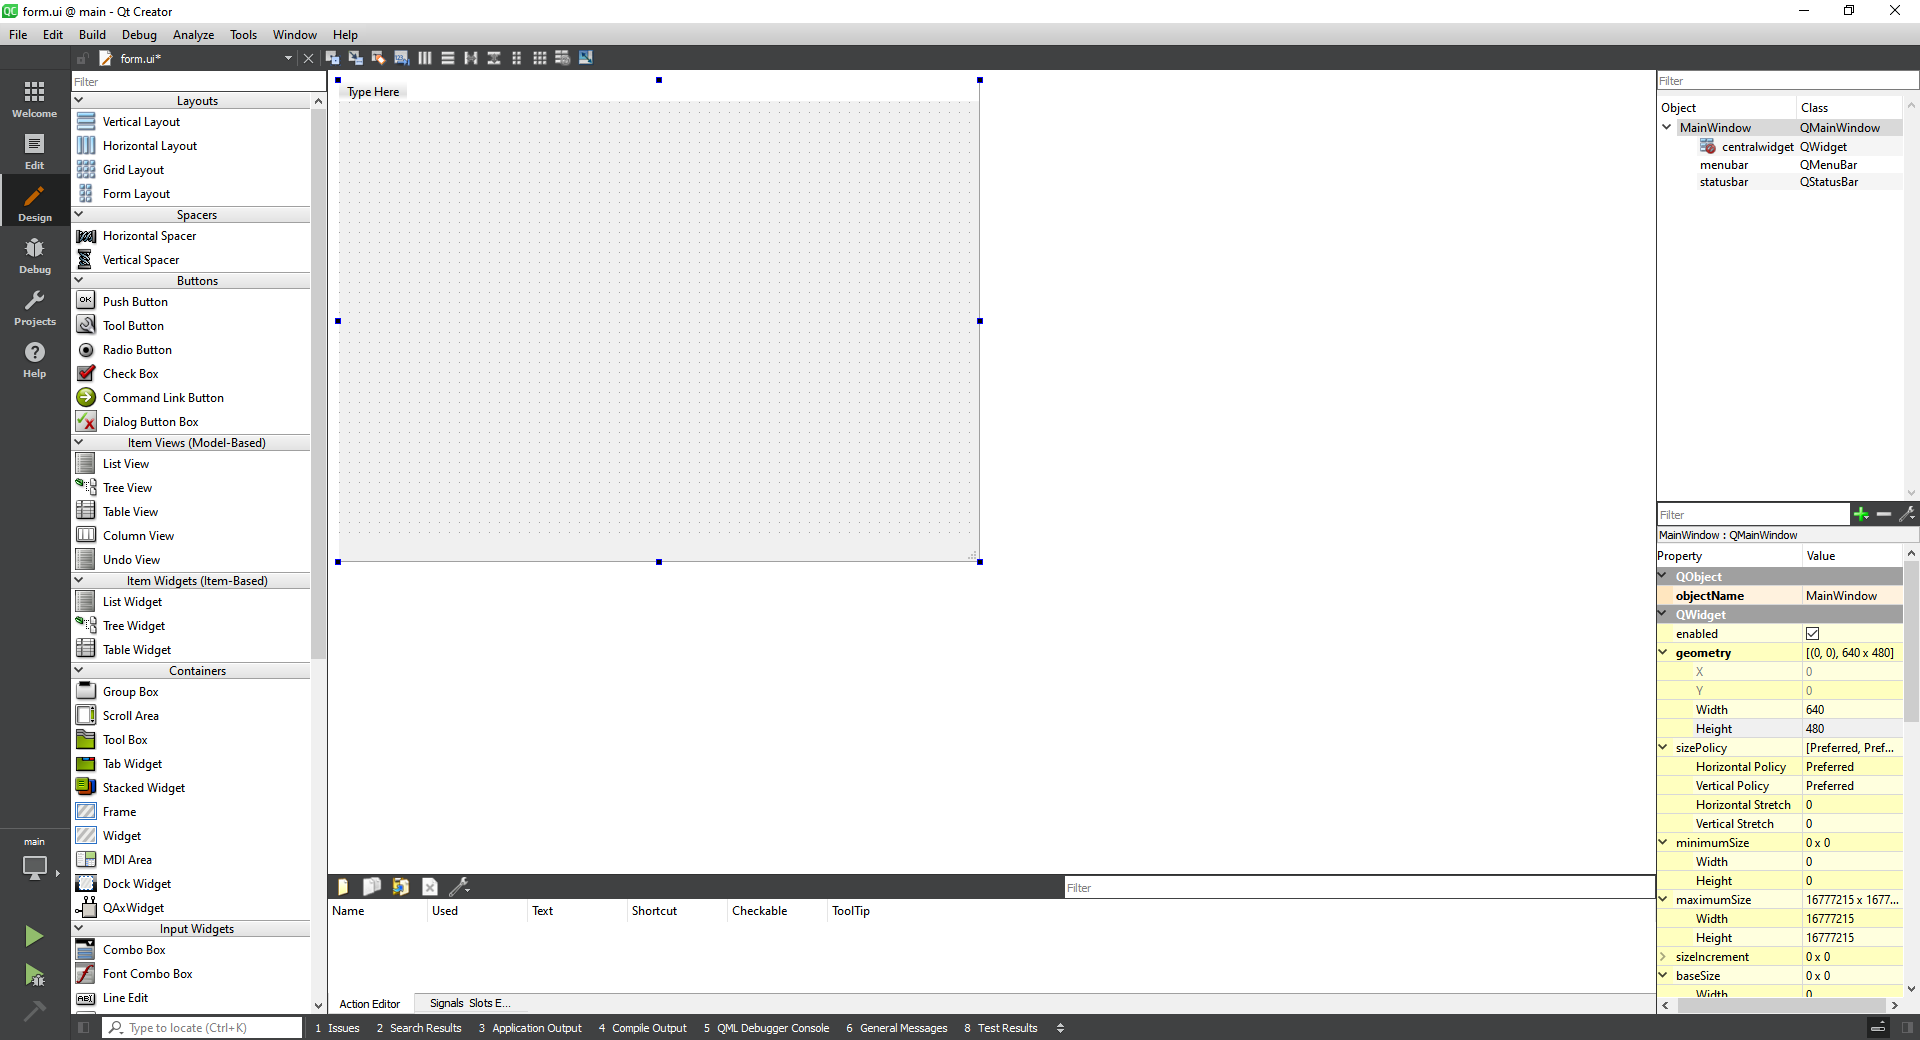 form.ui @ main - Qt Creator
File Edit Build Debug Analyze Tools Window Help
form.ui*
Welcome
Edit
Design
Debug
Projects
Help
main
Filter
Layouts
Vertical Layout
Horizontal Layout
Grid Layout
Form Layout
Spacers
Horizontal Spacer
Vertical Spacer
Buttons
Push Button
Tool Button
Radio Button
Check Box
Command Link Button
Dialog Button Box
Item Views (Model-Based)
List View
Tree View
Table View
Column View
Undo View
Item Widgets (Item-Based)
List Widget
Tree Widget
Table Widget
Containers
Group Box
Scroll Area
Tool Box
Tab Widget
Stacked Widget
Frame
Widget
MDI Area
Dock Widget
QAxWidget
Input Widgets
Combo Box
Font Combo Box
Line Edit
Type Here
Filter
Name Used Text Shortcut Checkable ToolTip
Action Editor Signals Slots E...
Filter
Object Class
MainWindow QMainWindow
centralwidget QWidget
menubar QMenuBar
statusbar QStatusBar
Filter
MainWindow : QMainWindow
Property Value
QObject
objectName MainWindow
QWidget
enabled
geometry [(0, 0), 640 x 480]
X 0
Y 0
Width 640
Height 480
sizePolicy [Preferred, Pref...
Horizontal Policy Preferred
Vertical Policy Preferred
Horizontal Stretch 0
Vertical Stretch 0
minimumSize 0 x 0
Width 0
Height 0
maximumSize 16777215 x 1677...
Width 16777215
Height 16777215
sizeIncrement 0 x 0
baseSize 0 x 0
Width 0
Type to locate (Ctrl+K) 1 Issues 2 Search Results 3 Application Output 4 Compile Output 5 QML Debugger Console 6 General Messages 8 Test Results